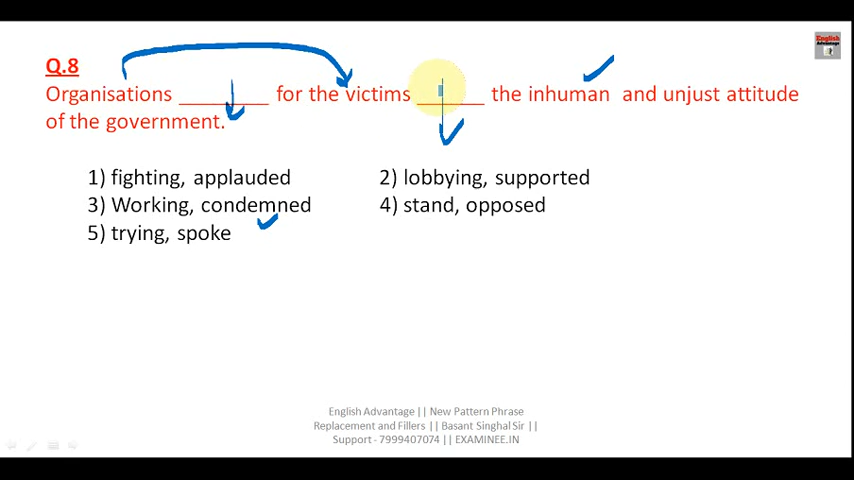 English
Advantage
Q.8
Organisations ________ for the victims ______ the inhuman and unjust attitude
of the government.
1) fighting, applauded 2) lobbying, supported
3) Working, condemned 4) stand, opposed
5) trying, spoke
English Advantage || New Pattern Phrase
Replacement and Fillers || Basant Singhal Sir ||
Support - 7999407074 || EXAMINEE.IN